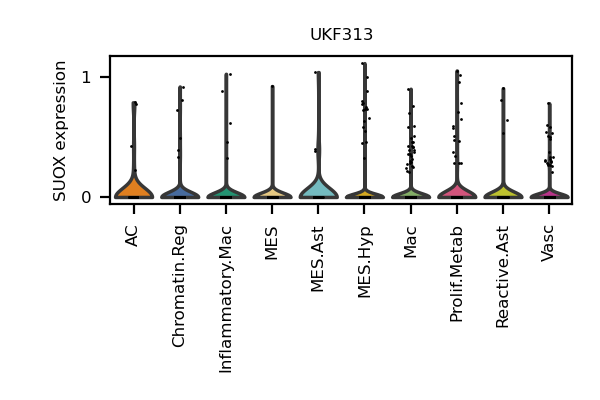 UKF313
SUOX expression
1
0
AC
Chromatin.Reg
Inflammatory.Mac
MES
MES.Ast
MES.Hyp
Mac
Prolif.Metab
Reactive.Ast
Vasc